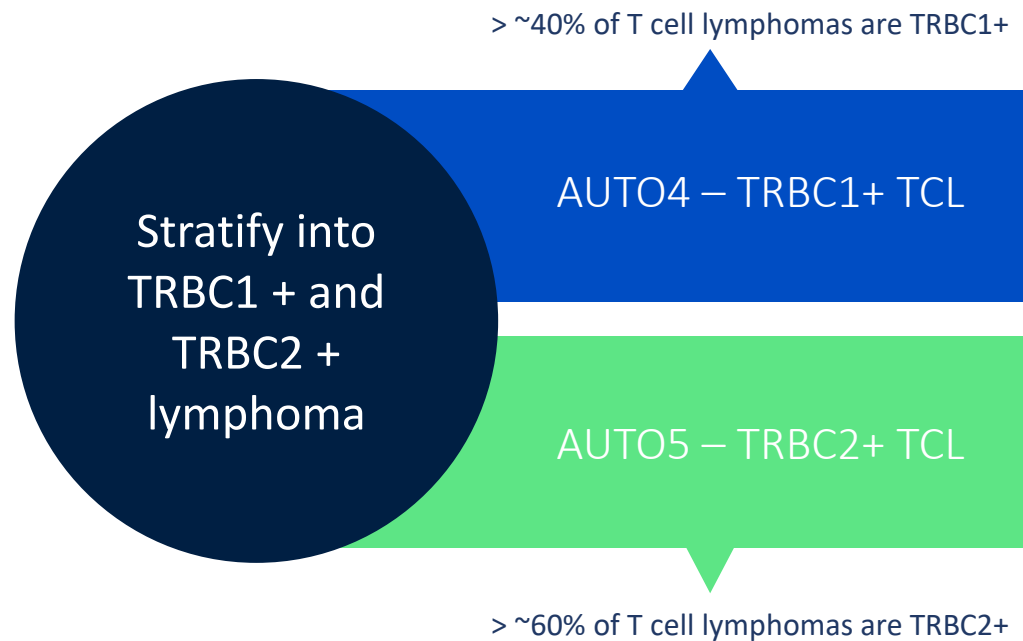 > ~40% of T cell lymphomas are TRBC1+
AUTO4 – TRBC1+ TCL
Stratify into
TRBC1 + and
TRBC2 +
lymphoma
AUTO5 – TRBC2+ TCL
> ~60% of T cell lymphomas are TRBC2+